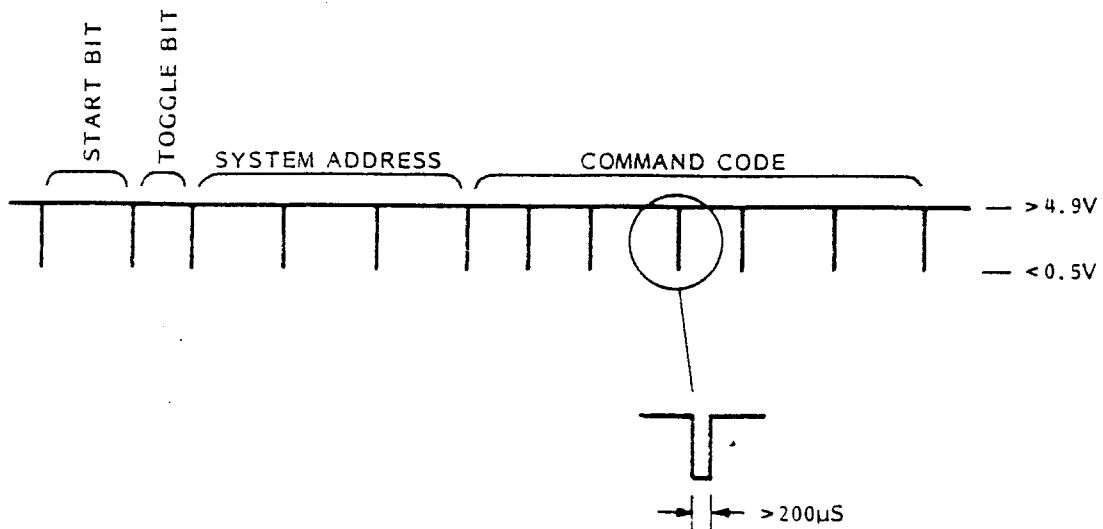 START BIT
TOGGLE BIT
SYSTEM ADDRESS
COMMAND CODE
>4.9V
<0.5V
>200µS